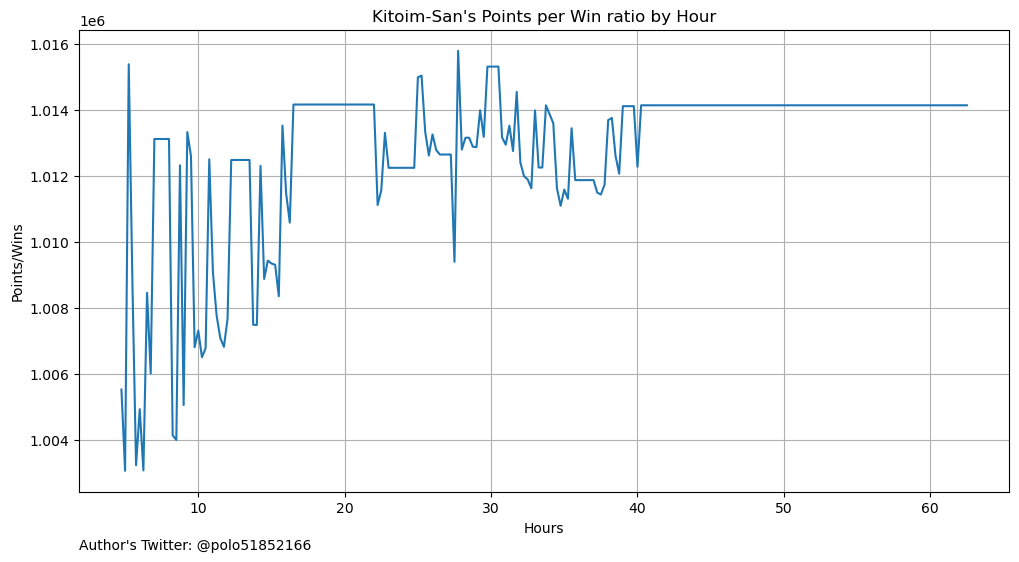 Kitoim-San's Points per Win ratio by Hour
1e6
1.016
1.014
1.012
1.010
1.008
1.006
1.004
Points/Wins
10 20 30 40 50 60
Hours
Author's Twitter: @polo51852166